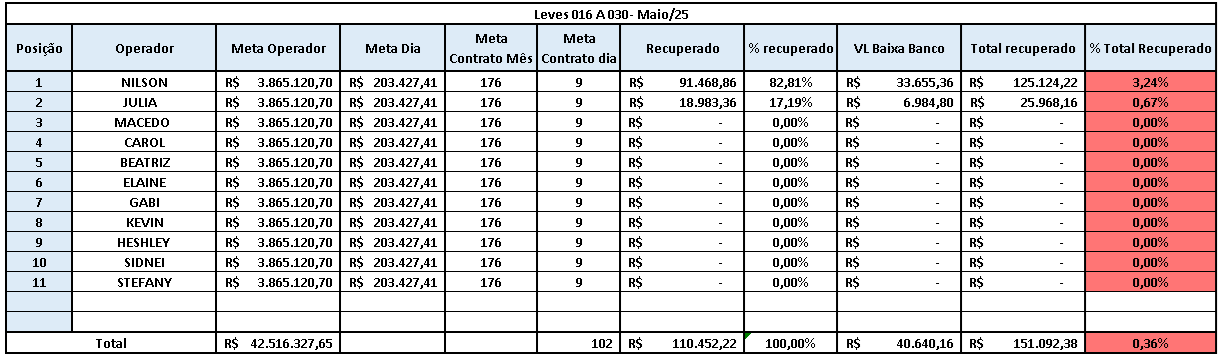 Leves 016 A 030- Maio/25
Posição Operador Meta Operador Meta Dia Meta Contrato Mês Meta Contrato dia Recuperado % recuperado VL Baixa Banco Total recuperado % Total Recuperado
1 NILSON R$ 3.865.120,70 R$ 203.427,41 176 9 R$ 91.468,86 82,81% R$ 33.655,36 R$ 125.124,22 3,24%
2 JULIA R$ 3.865.120,70 R$ 203.427,41 176 9 R$ 18.983,36 17,19% R$ 6.984,80 R$ 25.968,16 0,67%
3 MACEDO R$ 3.865.120,70 R$ 203.427,41 176 9 R$ - 0,00% R$ - R$ - 0,00%
4 CAROL R$ 3.865.120,70 R$ 203.427,41 176 9 R$ - 0,00% R$ - R$ - 0,00%
5 BEATRIZ R$ 3.865.120,70 R$ 203.427,41 176 9 R$ - 0,00% R$ - R$ - 0,00%
6 ELAINE R$ 3.865.120,70 R$ 203.427,41 176 9 R$ - 0,00% R$ - R$ - 0,00%
7 GABI R$ 3.865.120,70 R$ 203.427,41 176 9 R$ - 0,00% R$ - R$ - 0,00%
8 KEVIN R$ 3.865.120,70 R$ 203.427,41 176 9 R$ - 0,00% R$ - R$ - 0,00%
9 HESHLEY R$ 3.865.120,70 R$ 203.427,41 176 9 R$ - 0,00% R$ - R$ - 0,00%
10 SIDNEI R$ 3.865.120,70 R$ 203.427,41 176 9 R$ - 0,00% R$ - R$ - 0,00%
11 STEFANY R$ 3.865.120,70 R$ 203.427,41 176 9 R$ - 0,00% R$ - R$ - 0,00%
Total R$ 42.516.327,65 102 R$ 110.452,22 100,00% R$ 40.640,16 R$ 151.092,38 0,36%